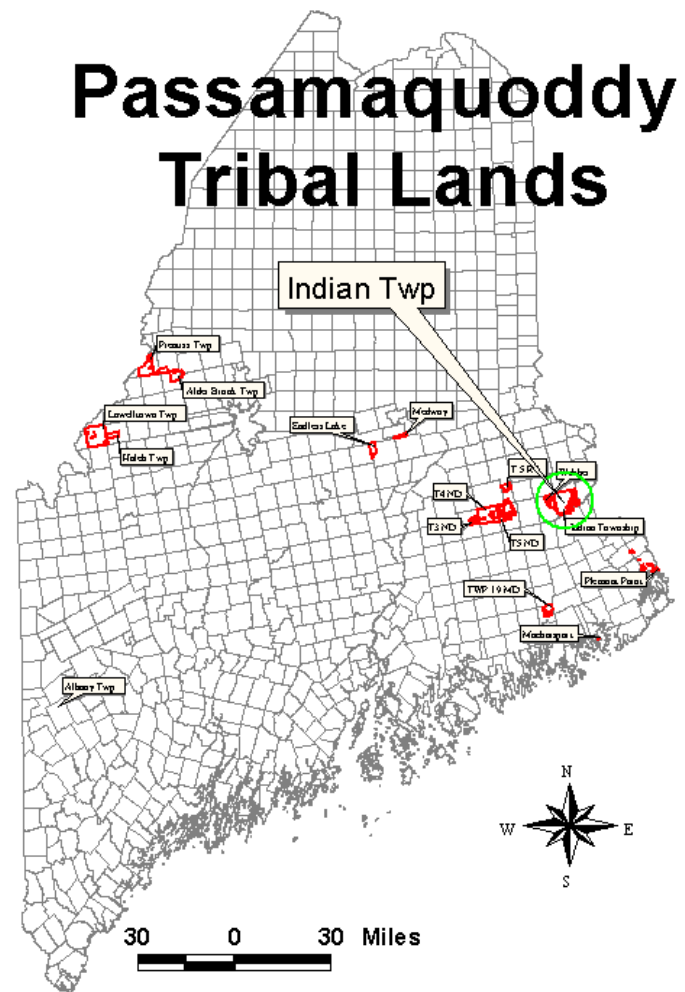 Passamaquoddy
Tribal Lands
Indian Twp
Prentiss Twp
Alder Brook Twp
Lowelltown Twp
Holeb Twp
Endless Lake
Medway
T5 R
T4 ND
T3 ND
T5 ND
Indian Township
Pleasant Point
TWP 19 MD
Machiasport
Albany Twp
N
W E
S
30 0 30 Miles